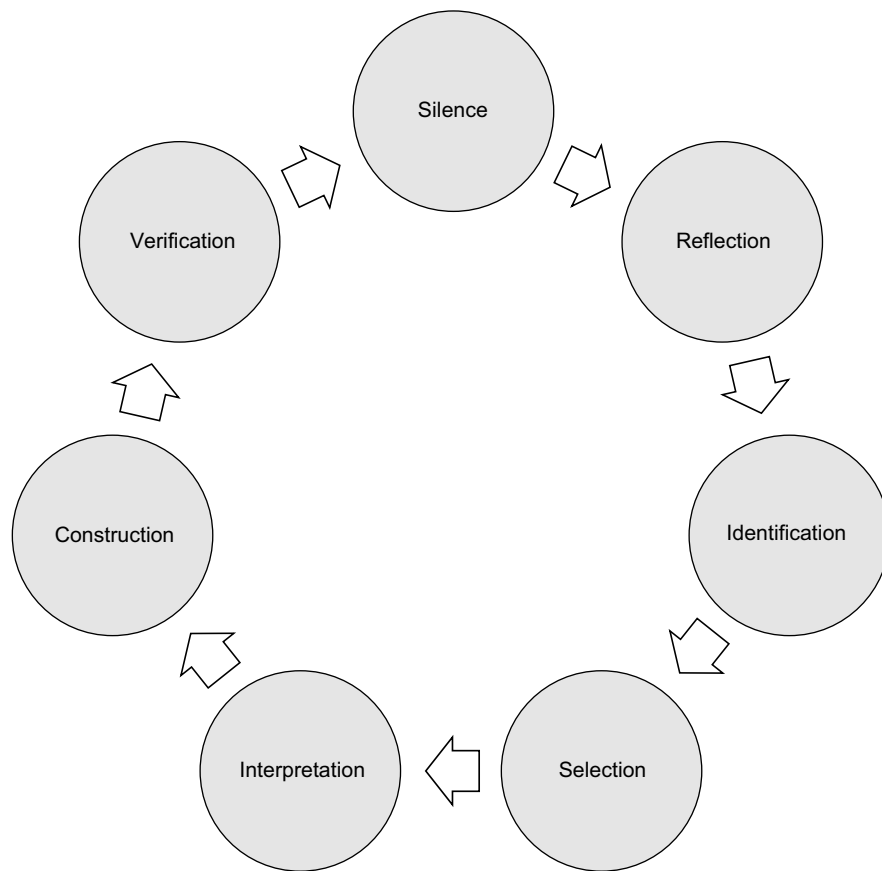 Silence
Reflection
Identification
Selection
Interpretation
Construction
Verification